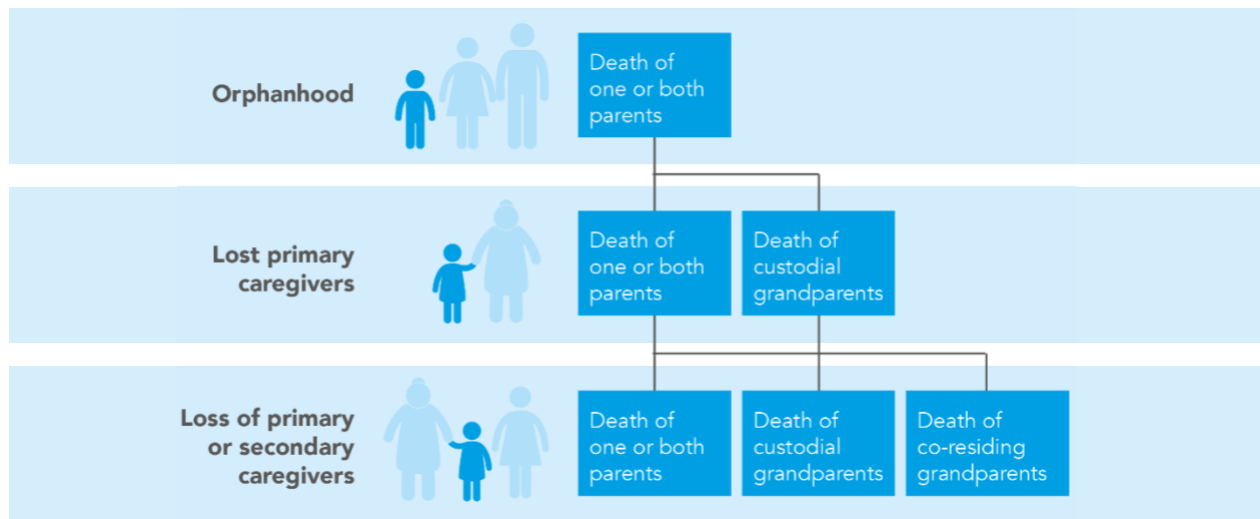 Orphanhood
Death of
one or both
parents
Lost primary
caregivers
Death of
one or both
parents
Death of
custodial
grandparents
Loss of primary
or secondary
caregivers
Death of
one or both
parents
Death of
custodial
grandparents
Death of
co-residing
grandparents